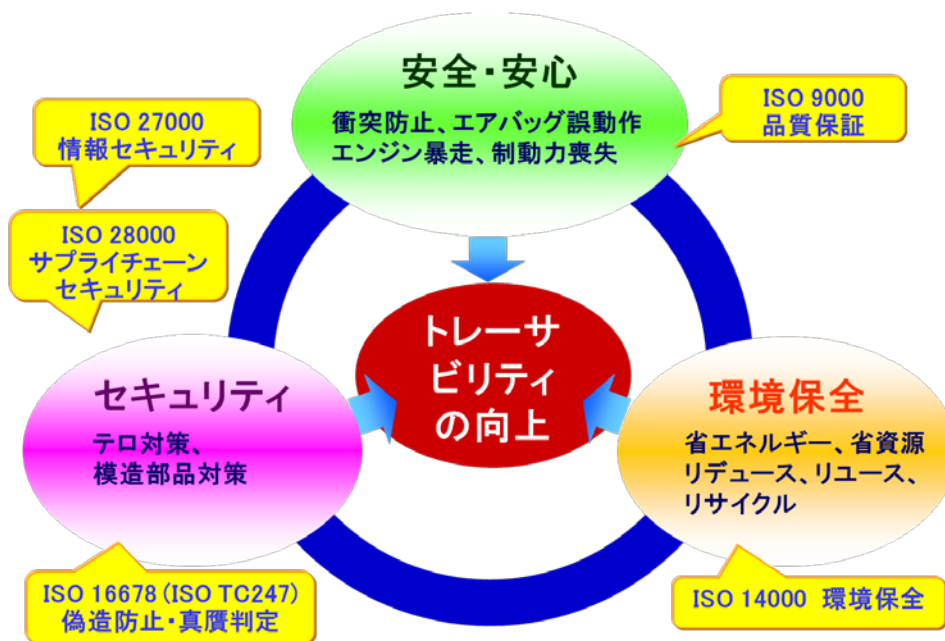 安全・安心
衝突防止、エアバッグ誤動作
エンジン暴走、制動力喪失
ISO 9000
品質保証
ISO 27000
情報セキュリティ
ISO 28000
サプライチェーン
セキュリティ
トレーサ
ビリティ
の向上
セキュリティ
テロ対策、
模造部品対策
環境保全
省エネルギー、省資源
リデュース、リユース、
リサイクル
ISO 16678 (ISO TC247)
偽造防止・真贋判定
ISO 14000 環境保全